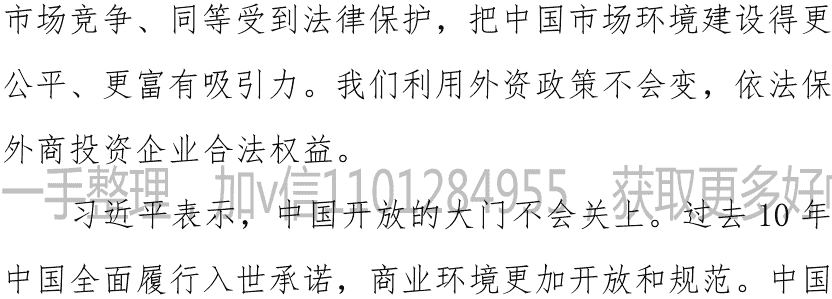 市场竞争、同等受到法律保护，把中国市场环境建设得更
公平、更富有吸引力。我们利用外资政策不会变，依法保
外商投资企业合法权益。
一手整理，加v信1101284955，获取更多好
习近平表示，中国开放的大门不会关上。过去 10 年
中国全面履行入世承诺，商业环境更加开放和规范。中国